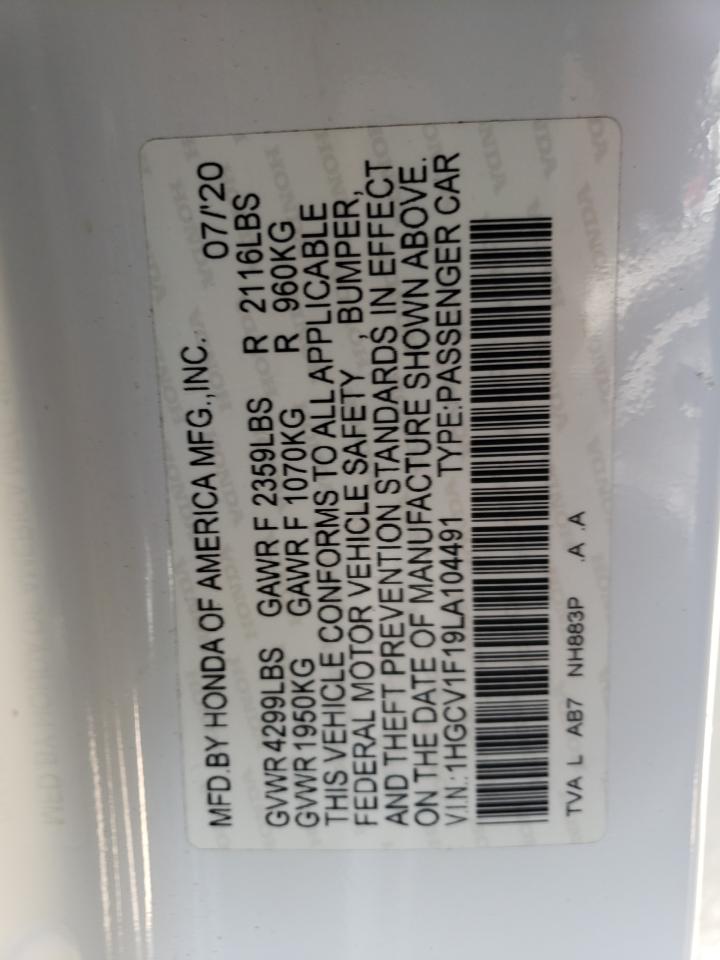 MFD.BY HONDA OF AMERICA MFG.,INC. 07/'20
GVWR 4299LBS GAWR F 2359LBS R 2116LBS
GVWR 1950KG GAWR F 1070KG R 960KG
THIS VEHICLE CONFORMS TO ALL APPLICABLE
FEDERAL MOTOR VEHICLE SAFETY , BUMPER,
AND THEFT PREVENTION STANDARDS IN EFFECT
ON THE DATE OF MANUFACTURE SHOWN ABOVE.
V.I.N.:1HGCV1F19LA104491 TYPE:PASSENGER CAR
TVA L AB7 NH883P .A .A